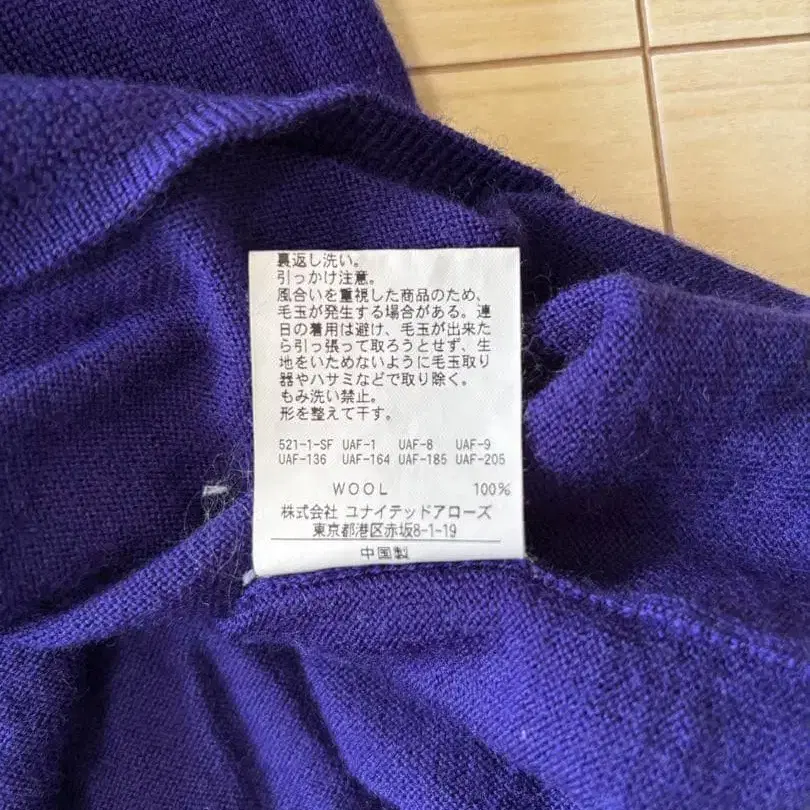 裏返し洗い。
引っかけ注意。
風合いを重視した商品のため、
毛玉が発生する場合がある。連
日の着用は避け、毛玉が出来た
ら引っ張って取ろうとせず、生
地をいためないように毛玉取り
器やハサミなどで取り除く。
もみ洗い禁止。
形を整えて干す。
521-1-SF UAF-1 UAF-8 UAF-9
UAF-136 UAF-164 UAF-185 UAF-205
WOOL 100%
株式会社 ユナイテッドアローズ
東京都港区赤坂8-1-19
中国製